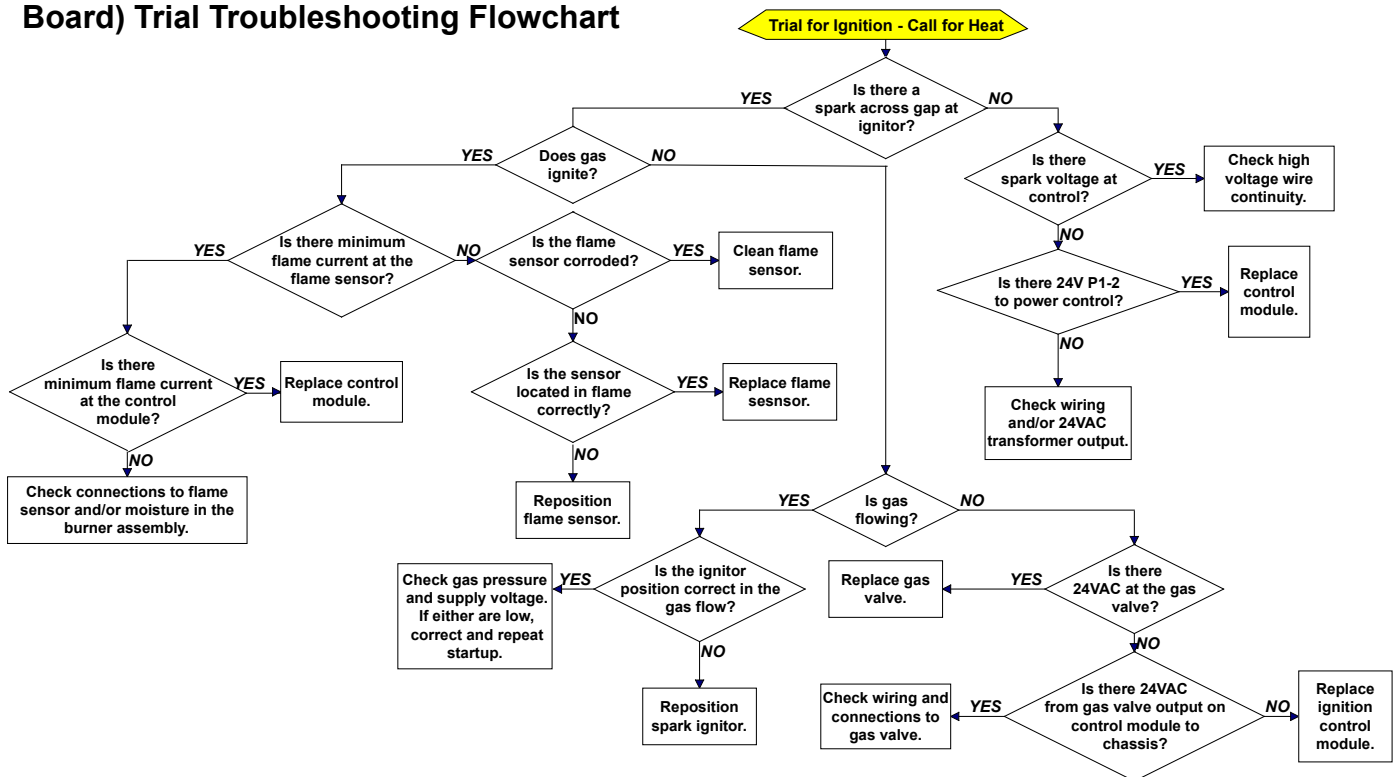 Board) Trial Troubleshooting Flowchart
Trial for Ignition - Call for Heat
Is there a
spark across gap at
ignitor?
YES
NO
Does gas
ignite?
YES
NO
Is there
spark voltage at
control?
YES
Check high
voltage wire
continuity.
NO
Is there minimum
flame current at the
flame sensor?
YES
NO
Is the flame
sensor corroded?
YES
Clean flame
sensor.
NO
Is there 24V P1-2
to power control?
YES
Replace
control
module.
NO
Is there
minimum flame current
at the control
module?
YES
Replace control
module.
NO
Is the sensor
located in flame
correctly?
YES
Replace flame
sesnsor.
NO
Check wiring
and/or 24VAC
transformer output.
Check connections to flame
sensor and/or moisture in the
burner assembly.
Reposition
flame sensor.
Is gas
flowing?
YES
NO
Is the ignitor
position correct in the
gas flow?
YES
Check gas pressure
and supply voltage.
If either are low,
correct and repeat
startup.
NO
Reposition
spark ignitor.
Is there
24VAC at the gas
valve?
YES
Replace gas
valve.
NO
Is there 24VAC
from gas valve output on
control module to
chassis?
YES
Check wiring and
connections to
gas valve.
NO
Replace
ignition
control
module.